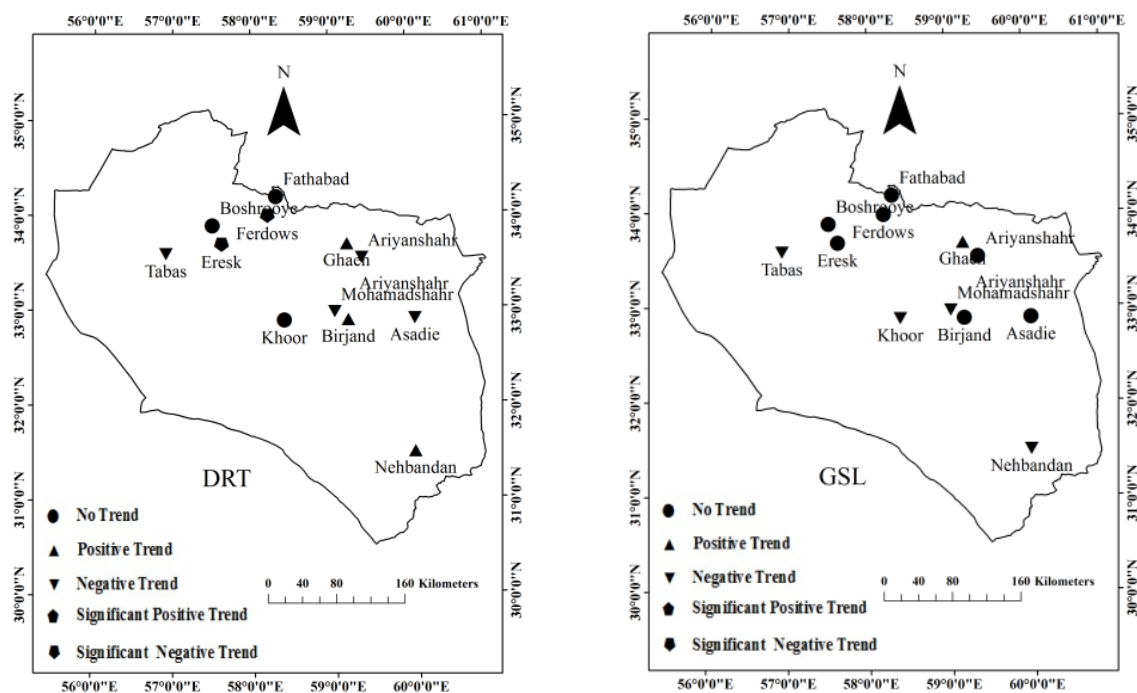 56°0'0"E 57°0'0"E 58°0'0"E 59°0'0"E 60°0'0"E 61°0'0"E
N
35°0'0"N
34°0'0"N
33°0'0"N
32°0'0"N
31°0'0"N
30°0'0"N
35°0'0"N
34°0'0"N
33°0'0"N
32°0'0"N
31°0'0"N
30°0'0"N
Fathabad
Boshrooye
Ferdows
Ariyanshahr
Tabas
Eresk
Ghaen
Ariyanshahr
Mohamadshahr
Khoor
Birjand
Asadie
Nehbandan
DRT
No Trend
Positive Trend
Negative Trend
Significant Positive Trend
Significant Negative Trend
0 40 80 160 Kilometers
56°0'0"E 57°0'0"E 58°0'0"E 59°0'0"E 60°0'0"E
56°0'0"E 57°0'0"E 58°0'0"E 59°0'0"E 60°0'0"E 61°0'0"E
N
35°0'0"N
34°0'0"N
33°0'0"N
32°0'0"N
31°0'0"N
30°0'0"N
35°0'0"N
34°0'0"N
33°0'0"N
32°0'0"N
31°0'0"N
30°0'0"N
Fathabad
Boshrooye
Ferdows
Ariyanshahr
Tabas
Eresk
Ghaen
Ariyanshahr
Mohamadshahr
Khoor
Birjand
Asadie
Nehbandan
GSL
No Trend
Positive Trend
Negative Trend
Significant Positive Trend
Significant Negative Trend
0 40 80 160 Kilometers
56°0'0"E 57°0'0"E 58°0'0"E 59°0'0"E 60°0'0"E